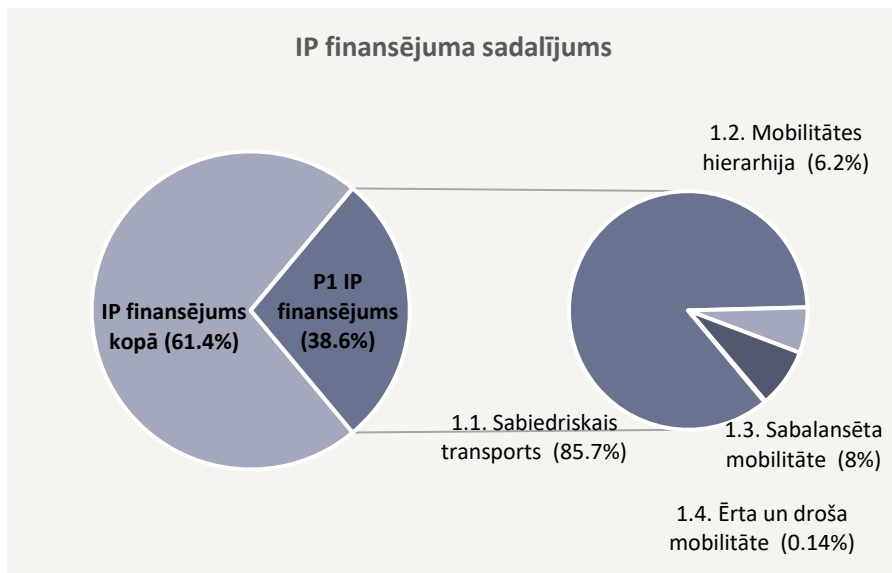 IP finansējuma sadalījums
1.2. Mobilitātes
hierarhija (6.2%)
P1 IP
finansējums
(38.6%)
IP finansējums
kopā (61.4%)
1.1. Sabiedriskais
transports (85.7%)
1.3. Sabalansēta
mobilitāte (8%)
1.4. Ērta un droša
mobilitāte (0.14%)